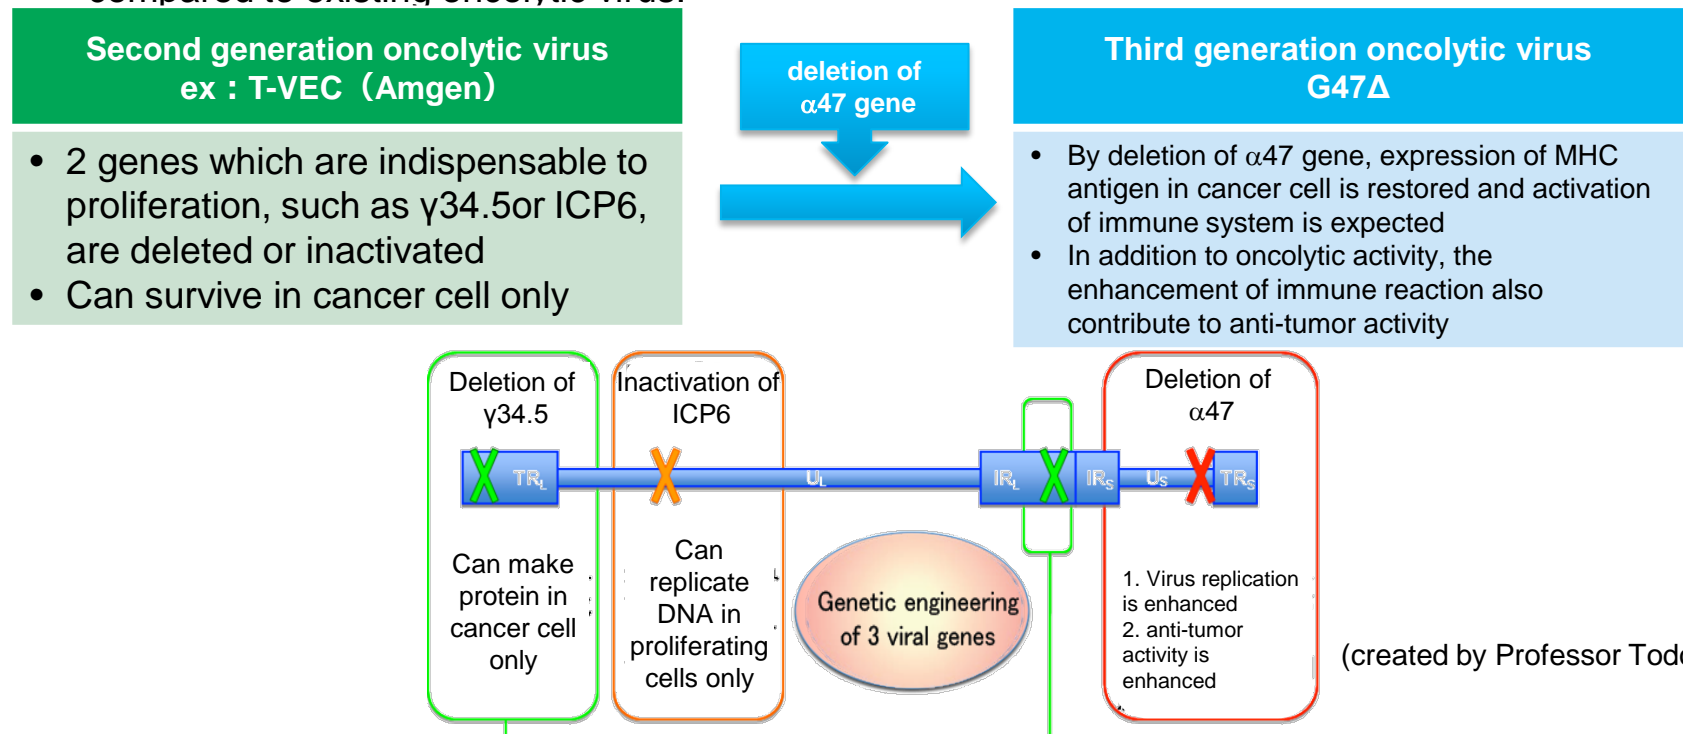 compared to existing oncolytic virus.
Second generation oncolytic virus
ex：T-VEC（Amgen）
deletion of
α47 gene
Third generation oncolytic virus
G47Δ
• 2 genes which are indispensable to
proliferation, such as γ34.5or ICP6,
are deleted or inactivated
• Can survive in cancer cell only
• By deletion of α47 gene, expression of MHC
antigen in cancer cell is restored and activation
of immune system is expected
• In addition to oncolytic activity, the
enhancement of immune reaction also
contribute to anti-tumor activity
Deletion of
γ34.5
Inactivation of
ICP6
Deletion of
α47
TRL
UL
IRL
IRS
US
TRS
Can make
protein in
cancer cell
only
Can
replicate
DNA in
proliferating
cells only
Genetic engineering
of 3 viral genes
1. Virus replication
is enhanced
2. anti-tumor
activity is
enhanced
(created by Professor